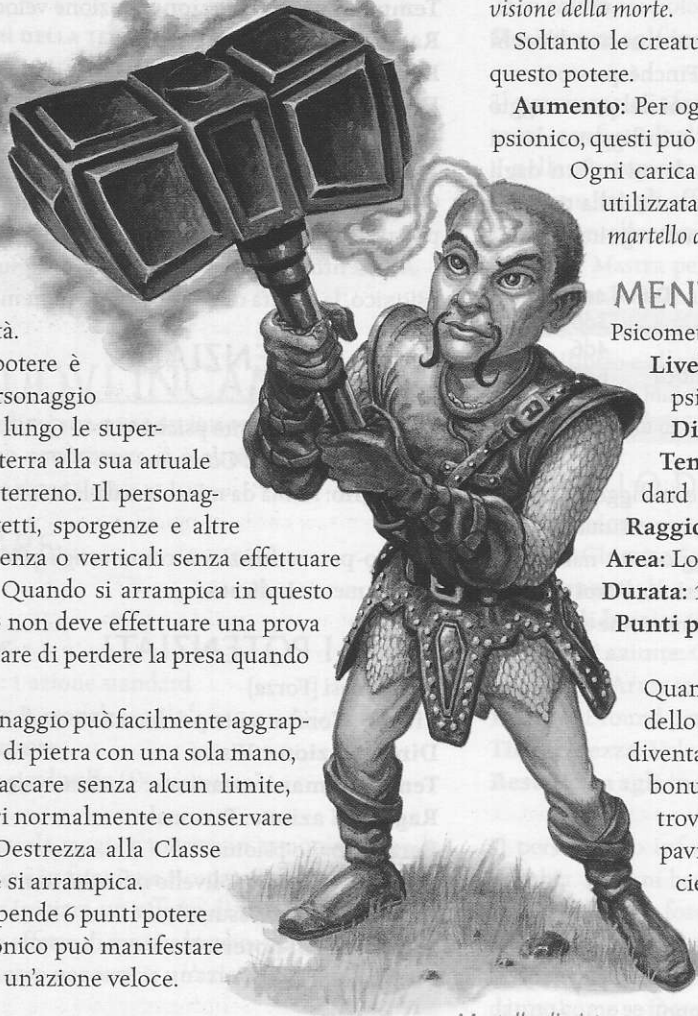 tà.
potere è
rsonaggio
lungo le super-
terra alla sua attuale
terreno. Il personag-
etti, sporgenze e altre
enza o verticali senza effettuare
Quando si arrampica in questo
non deve effettuare una prova
are di perdere la presa quando
naggio può facilmente aggrap-
di pietra con una sola mano,
accare senza alcun limite,
ri normalmente e conservare
Destrezza alla Classe
si arrampica.
pende 6 punti potere
onico può manifestare
un'azione veloce.
visione della morte.
Soltanto le creatu
questo potere.
Aumento: Per og
psionico, questi può
Ogni carica
utilizzata
martello
MEN
Psicomet
Live
psi
Di
Ten
dard
Raggio
Area: Lo
Durata:
Punti p
Quan
dello
diventa
bonu
trov
pavi
cie